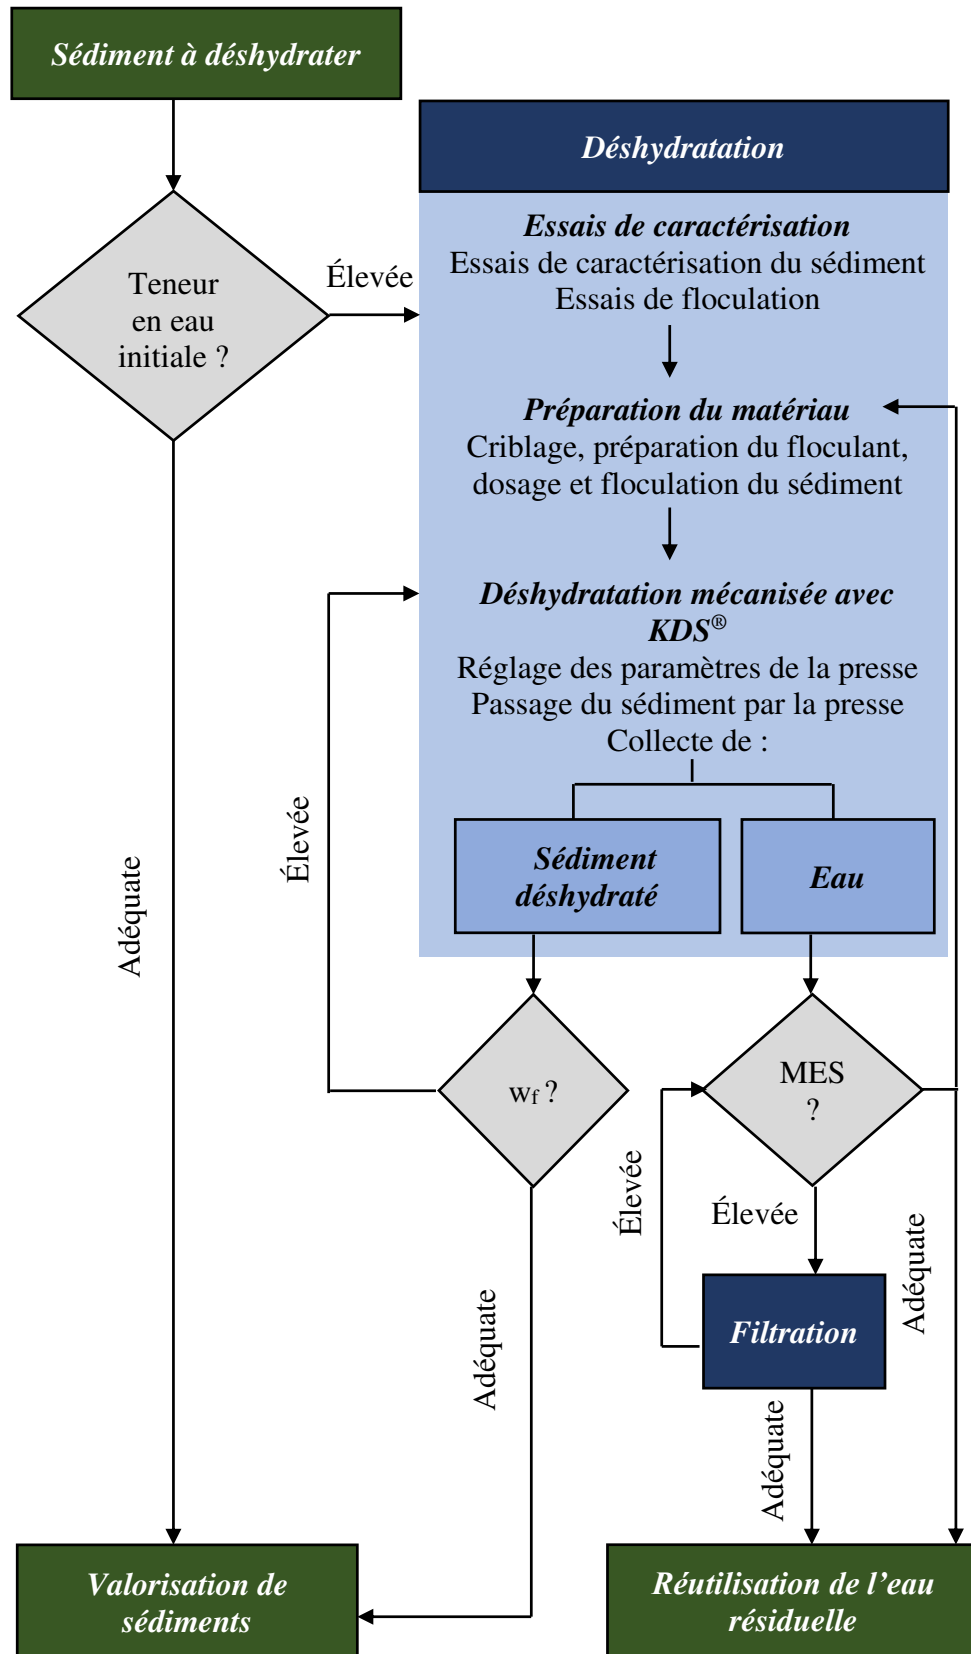 Sédiment à déshydrater
Déshydratation
Essais de caractérisation
Essais de caractérisation du sédiment
Essais de floculation
Teneur
en eau
initiale ?
Élevée
Préparation du matériau
Criblage, préparation du floculant,
dosage et floculation du sédiment
Déshydratation mécanisée avec
KDS®
Réglage des paramètres de la presse
Passage du sédiment par la presse
Collecte de :
Élevée
Adéquate
Sédiment
déshydraté
Eau
wf ?
MES
?
Élevée
Élevée
Adéquate
Filtration
Adéquate
Adéquate
Valorisation de
sédiments
Réutilisation de l’eau
résiduelle